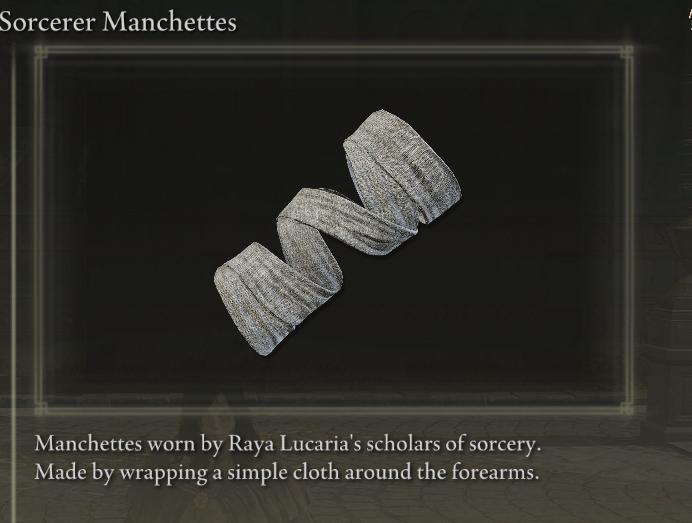 Sorcerer Manchettes
Manchettes worn by Raya Lucaria's scholars of sorcery.
Made by wrapping a simple cloth around the forearms.